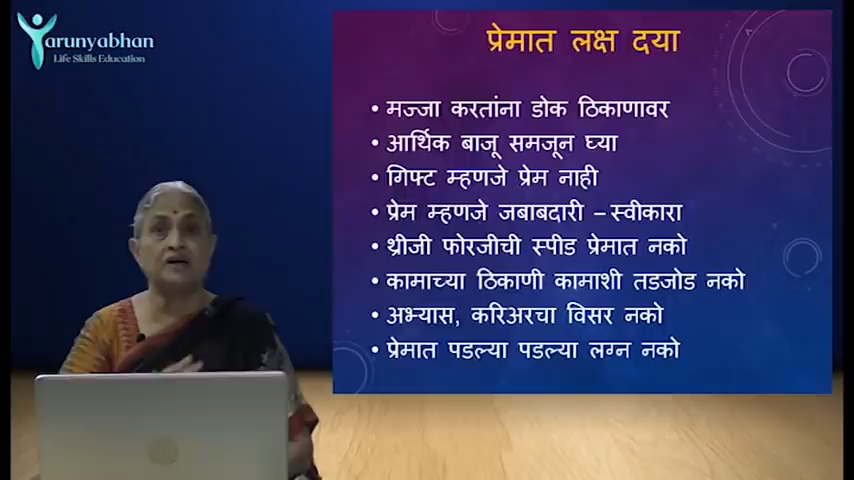 arunyabhan
Life Skills Education
प्रेमात लक्ष दया
• मज्जा करतांना डोक ठिकाणावर
• आर्थिक बाजू समजून घ्या
• गिफ्ट म्हणजे प्रेम नाही
• प्रेम म्हणजे जबाबदारी – स्वीकारा
• थ्रीजी फोरजीची स्पीड प्रेमात नको
• कामाच्या ठिकाणी कामाशी तडजोड नको
• अभ्यास, करिअरचा विसर नको
• प्रेमात पडल्या पडल्या लग्न नको